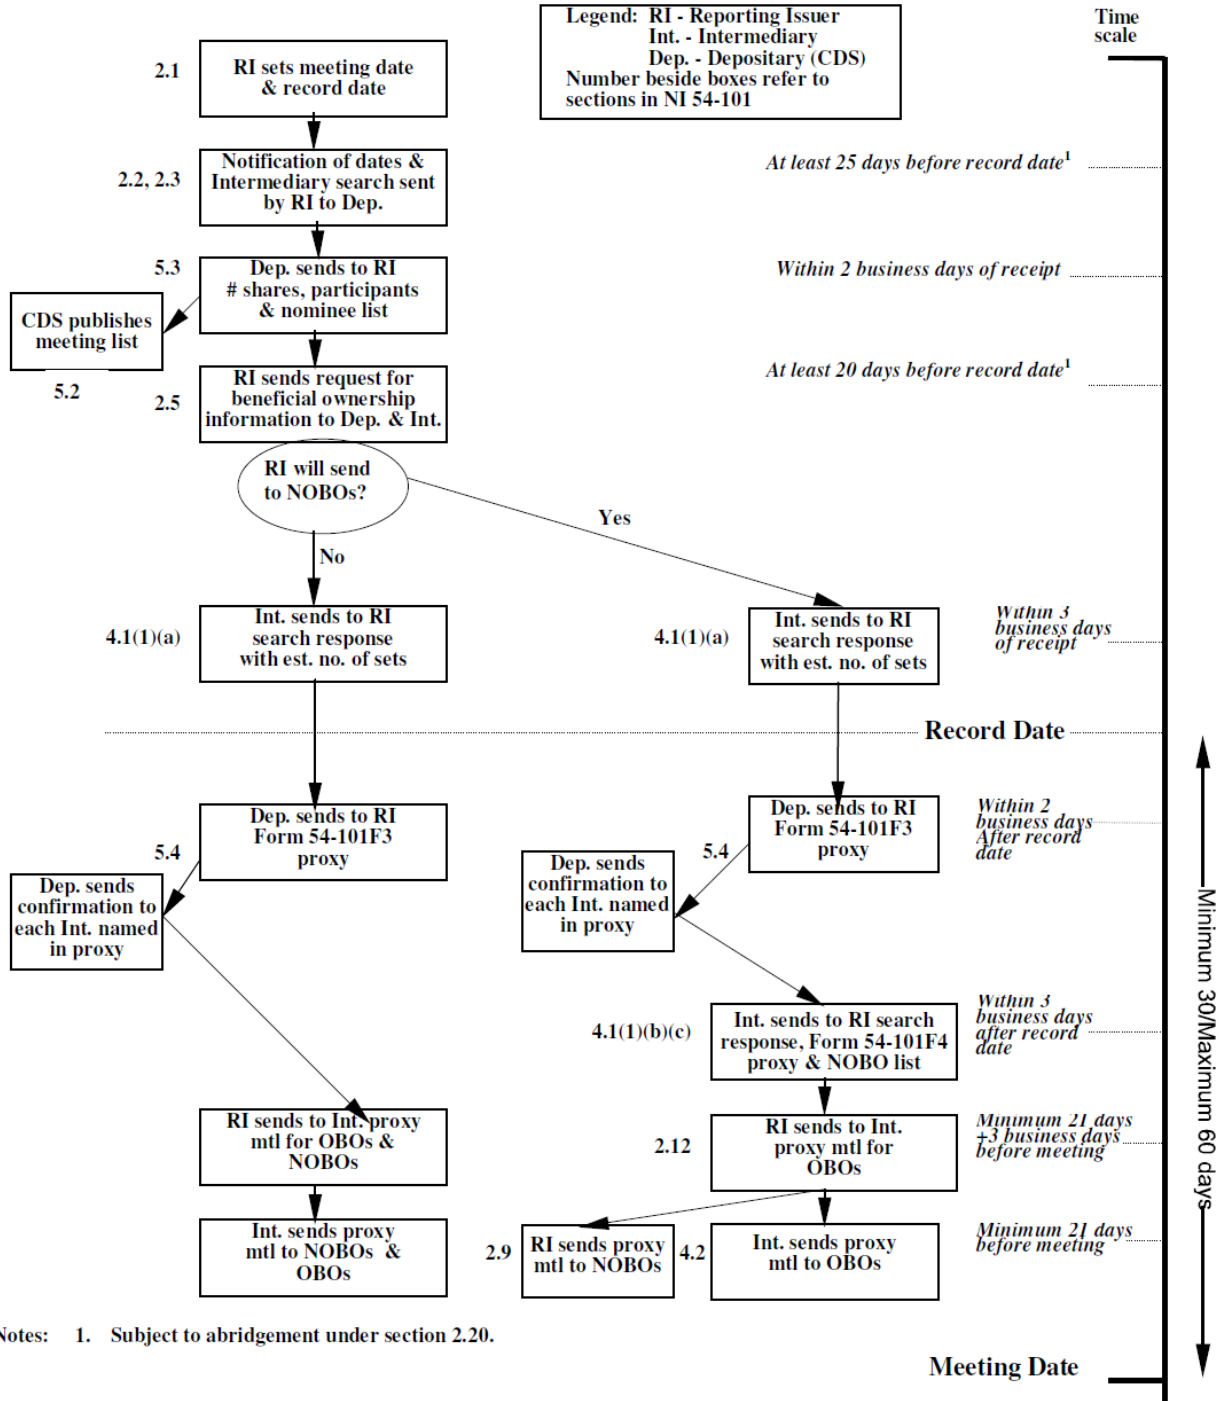 Legend: RI - Reporting Issuer
Int. - Intermediary
Dep. - Depositary (CDS)
Number beside boxes refer to
sections in NI 54-101
Time
scale
2.1
RI sets meeting date
& record date
2.2, 2.3
Notification of dates &
Intermediary search sent
by RI to Dep.
At least 25 days before record date1
5.3
Dep. sends to RI
# shares, participants
& nominee list
Within 2 business days of receipt
CDS publishes
meeting list
5.2
2.5
RI sends request for
beneficial ownership
information to Dep. & Int.
At least 20 days before record date1
RI will send
to NOBOs?
Yes
No
4.1(1)(a)
Int. sends to RI
search response
with est. no. of sets
4.1(1)(a)
Int. sends to RI
search response
with est. no. of sets
Within 3
business days
of receipt
Record Date
Dep. sends to RI
Form 54-101F3
proxy
5.4
Dep. sends
confirmation to
each Int. named
in proxy
Dep. sends to RI
Form 54-101F3
proxy
5.4
Dep. sends
confirmation to
each Int. named
in proxy
Within 2
business days
After record
date
4.1(1)(b)(c)
Int. sends to RI search
response, Form 54-101F4
proxy & NOBO list
Within 3
business days
after record
date
RI sends to Int. proxy
mtl for OBOs &
NOBOs
2.12
RI sends to Int.
proxy mtl for
OBOs
Minimum 21 days
+3 business days
before meeting
Int. sends proxy
mtl to NOBOs &
OBOs
2.9
RI sends proxy
mtl to NOBOs
4.2
Int. sends proxy
mtl to OBOs
Minimum 21 days
before meeting
Minimum 30/Maximum 60 days
Notes: 1. Subject to abridgement under section 2.20.
Meeting Date